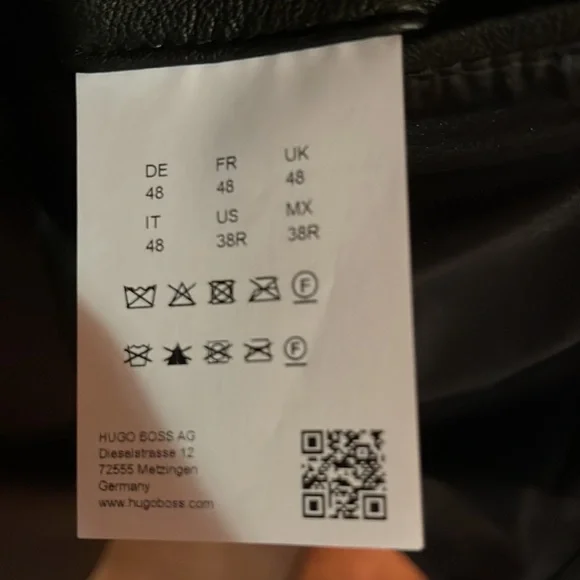 DE FR UK
48 48 48
IT US MX
48 38R 38R
F
F
HUGO BOSS AG
Dieselstrasse 12
72555 Metzingen
Germany
www.hugoboss.com